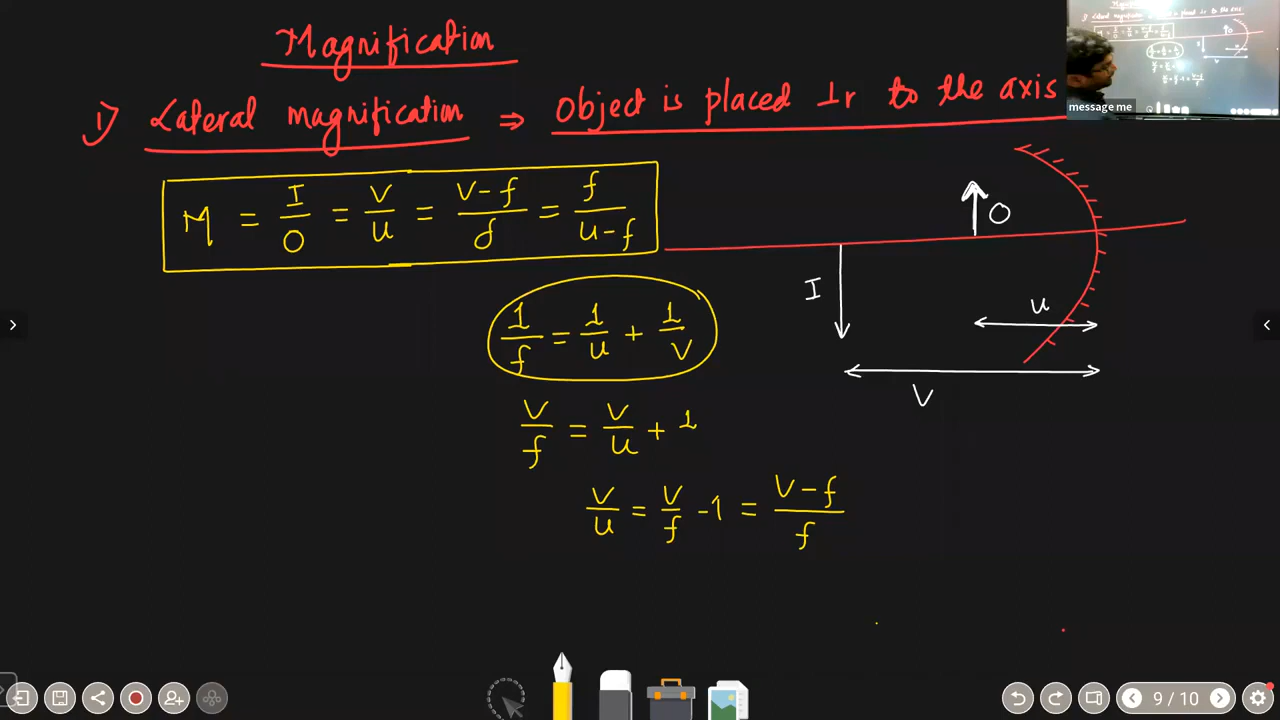 Magnification
1) Lateral magnification ⇒ Object is placed ⊥r to the axis
message me
M = I/O = v/u = v-f/f = f/u-f
O
I
u
1/f = 1/u + 1/v
V
v/f = v/u + 1
v/u = v/f - 1 = v-f/f
9 / 10